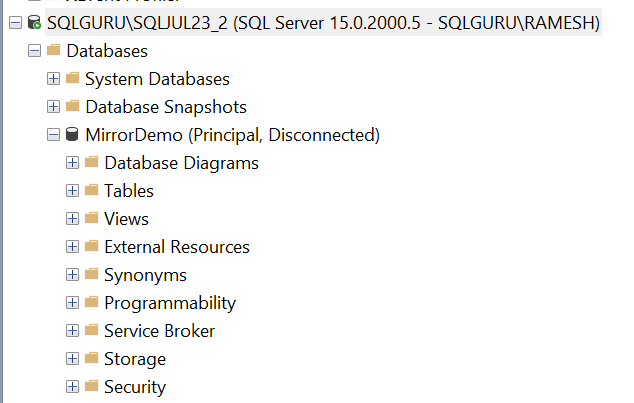 SQLGURU\SQLJUL23_2 (SQL Server 15.0.2000.5 - SQLGURU\RAMESH)
Databases
System Databases
Database Snapshots
MirrorDemo (Principal, Disconnected)
Database Diagrams
Tables
Views
External Resources
Synonyms
Programmability
Service Broker
Storage
Security